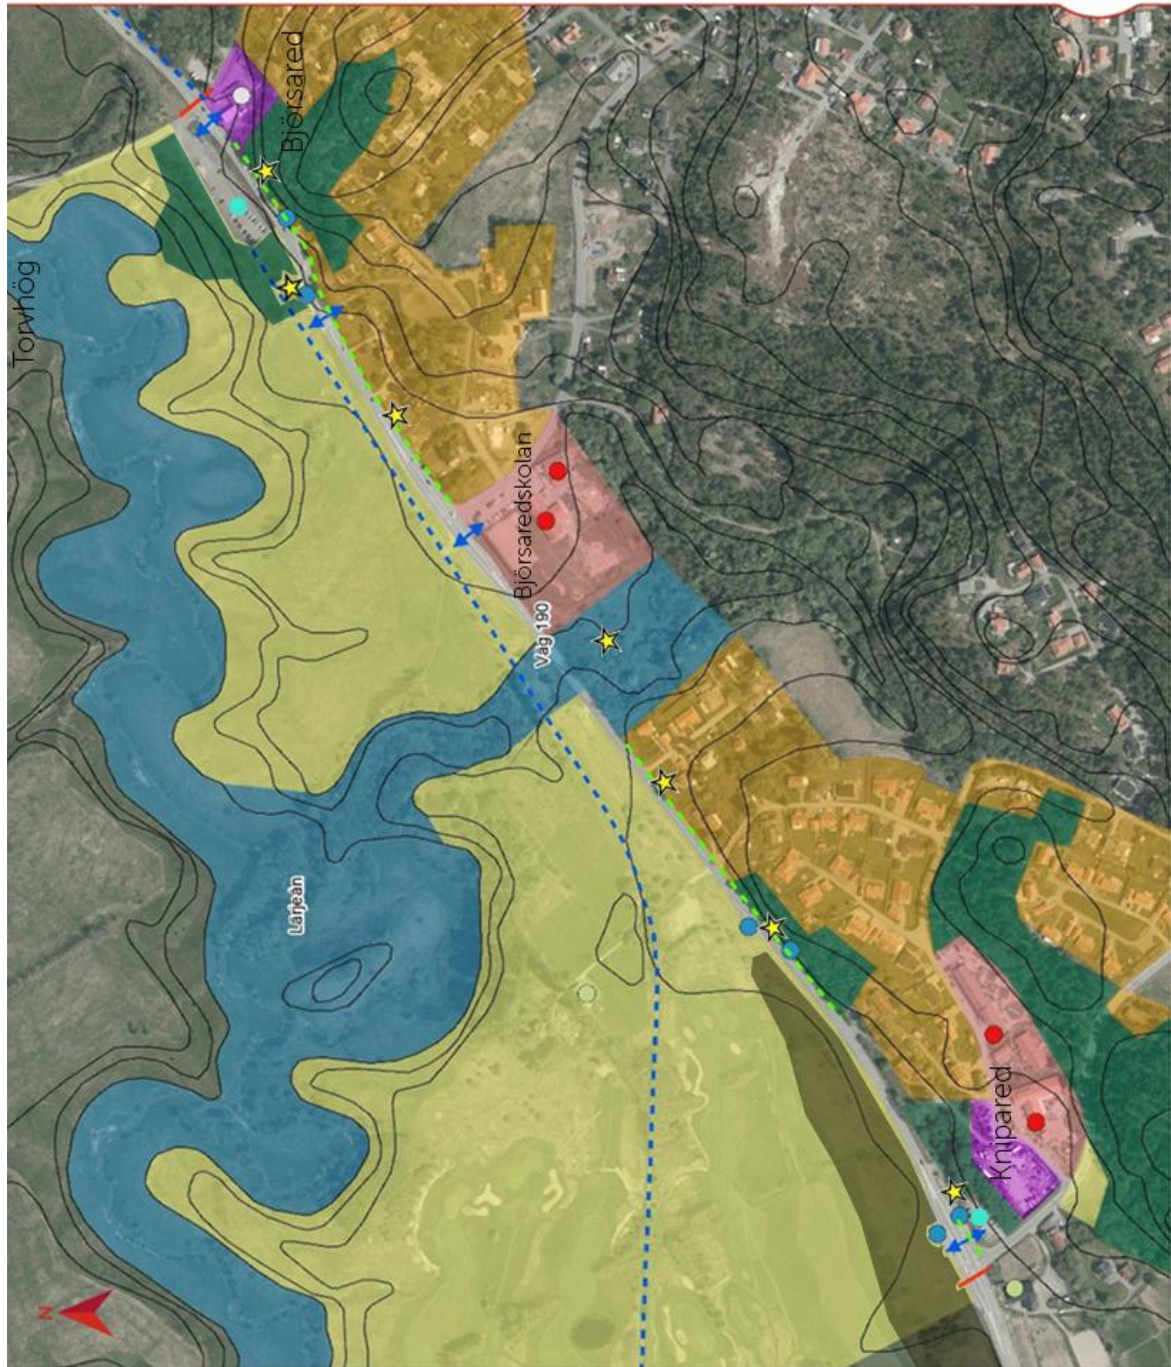 Björsared
Torvhög
Björsaredskolan
Väg 190
Lärjeån
Knipared
N